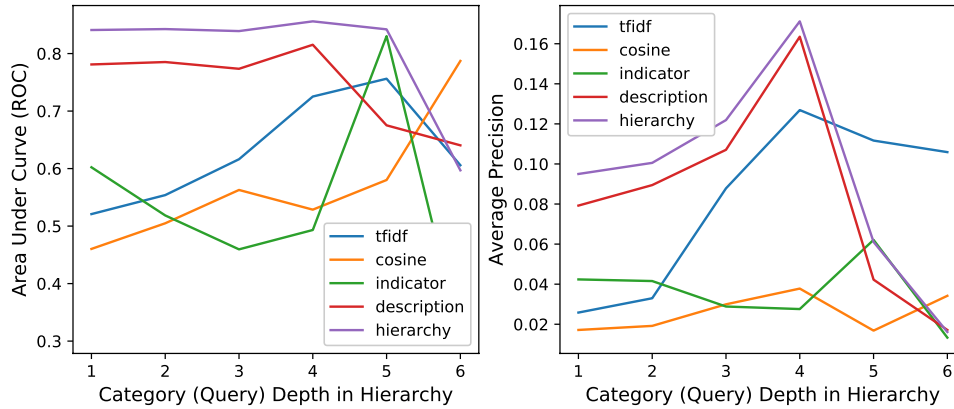 Area Under Curve (ROC)
0.8
0.7
0.6
0.5
0.4
0.3
tfidf
cosine
indicator
description
hierarchy
1 2 3 4 5 6
Category (Query) Depth in Hierarchy
Average Precision
0.16
0.14
0.12
0.10
0.08
0.06
0.04
0.02
tfidf
cosine
indicator
description
hierarchy
1 2 3 4 5 6
Category (Query) Depth in Hierarchy